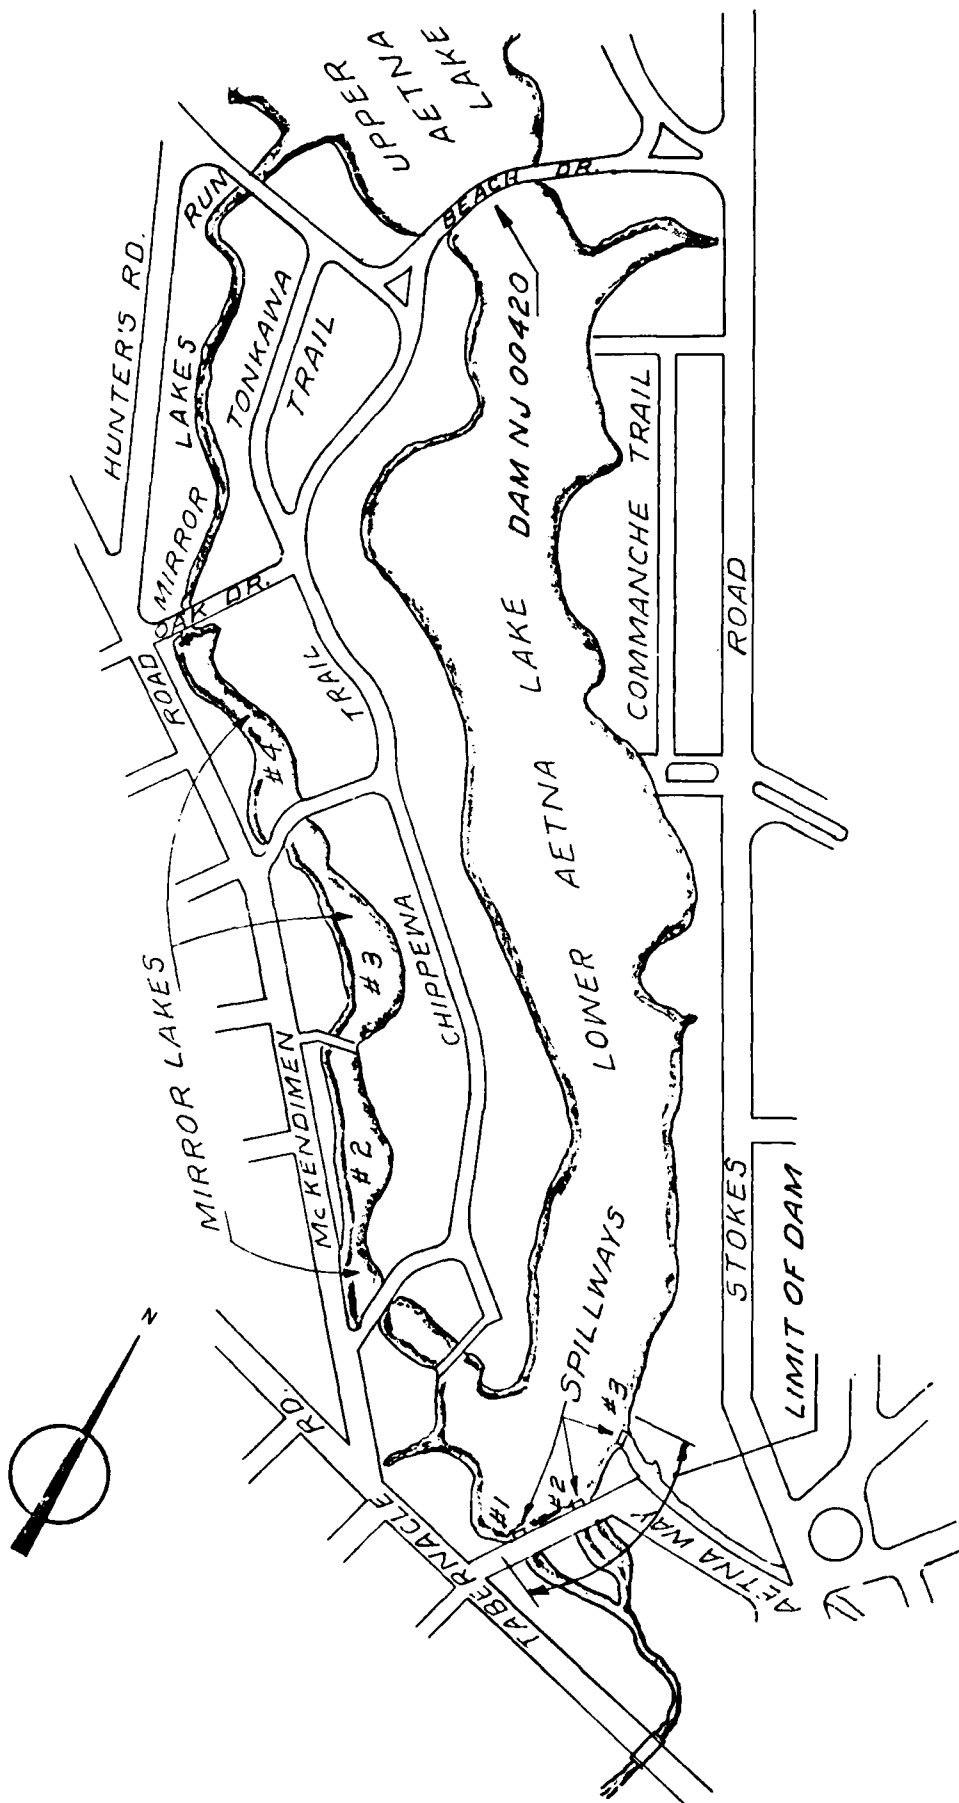 UPPER
AETNA
LAKE
HUNTER'S RD.
MIRROR LAKES RUN
TONKAWA
TRAIL
BEACH DR.
DAM NJ 00420
OAK DR.
ROAD
TRAIL
COMMANCHE TRAIL
ROAD
LOWER AETNA LAKE
#4
MIRROR LAKES
#3
CHIPPEWA
McKENDIMEN
#2
STOKES
SPILLWAYS
LIMIT OF DAM
N
RD.
#3
#2
#1
TABERNACLE
AETNA WAY